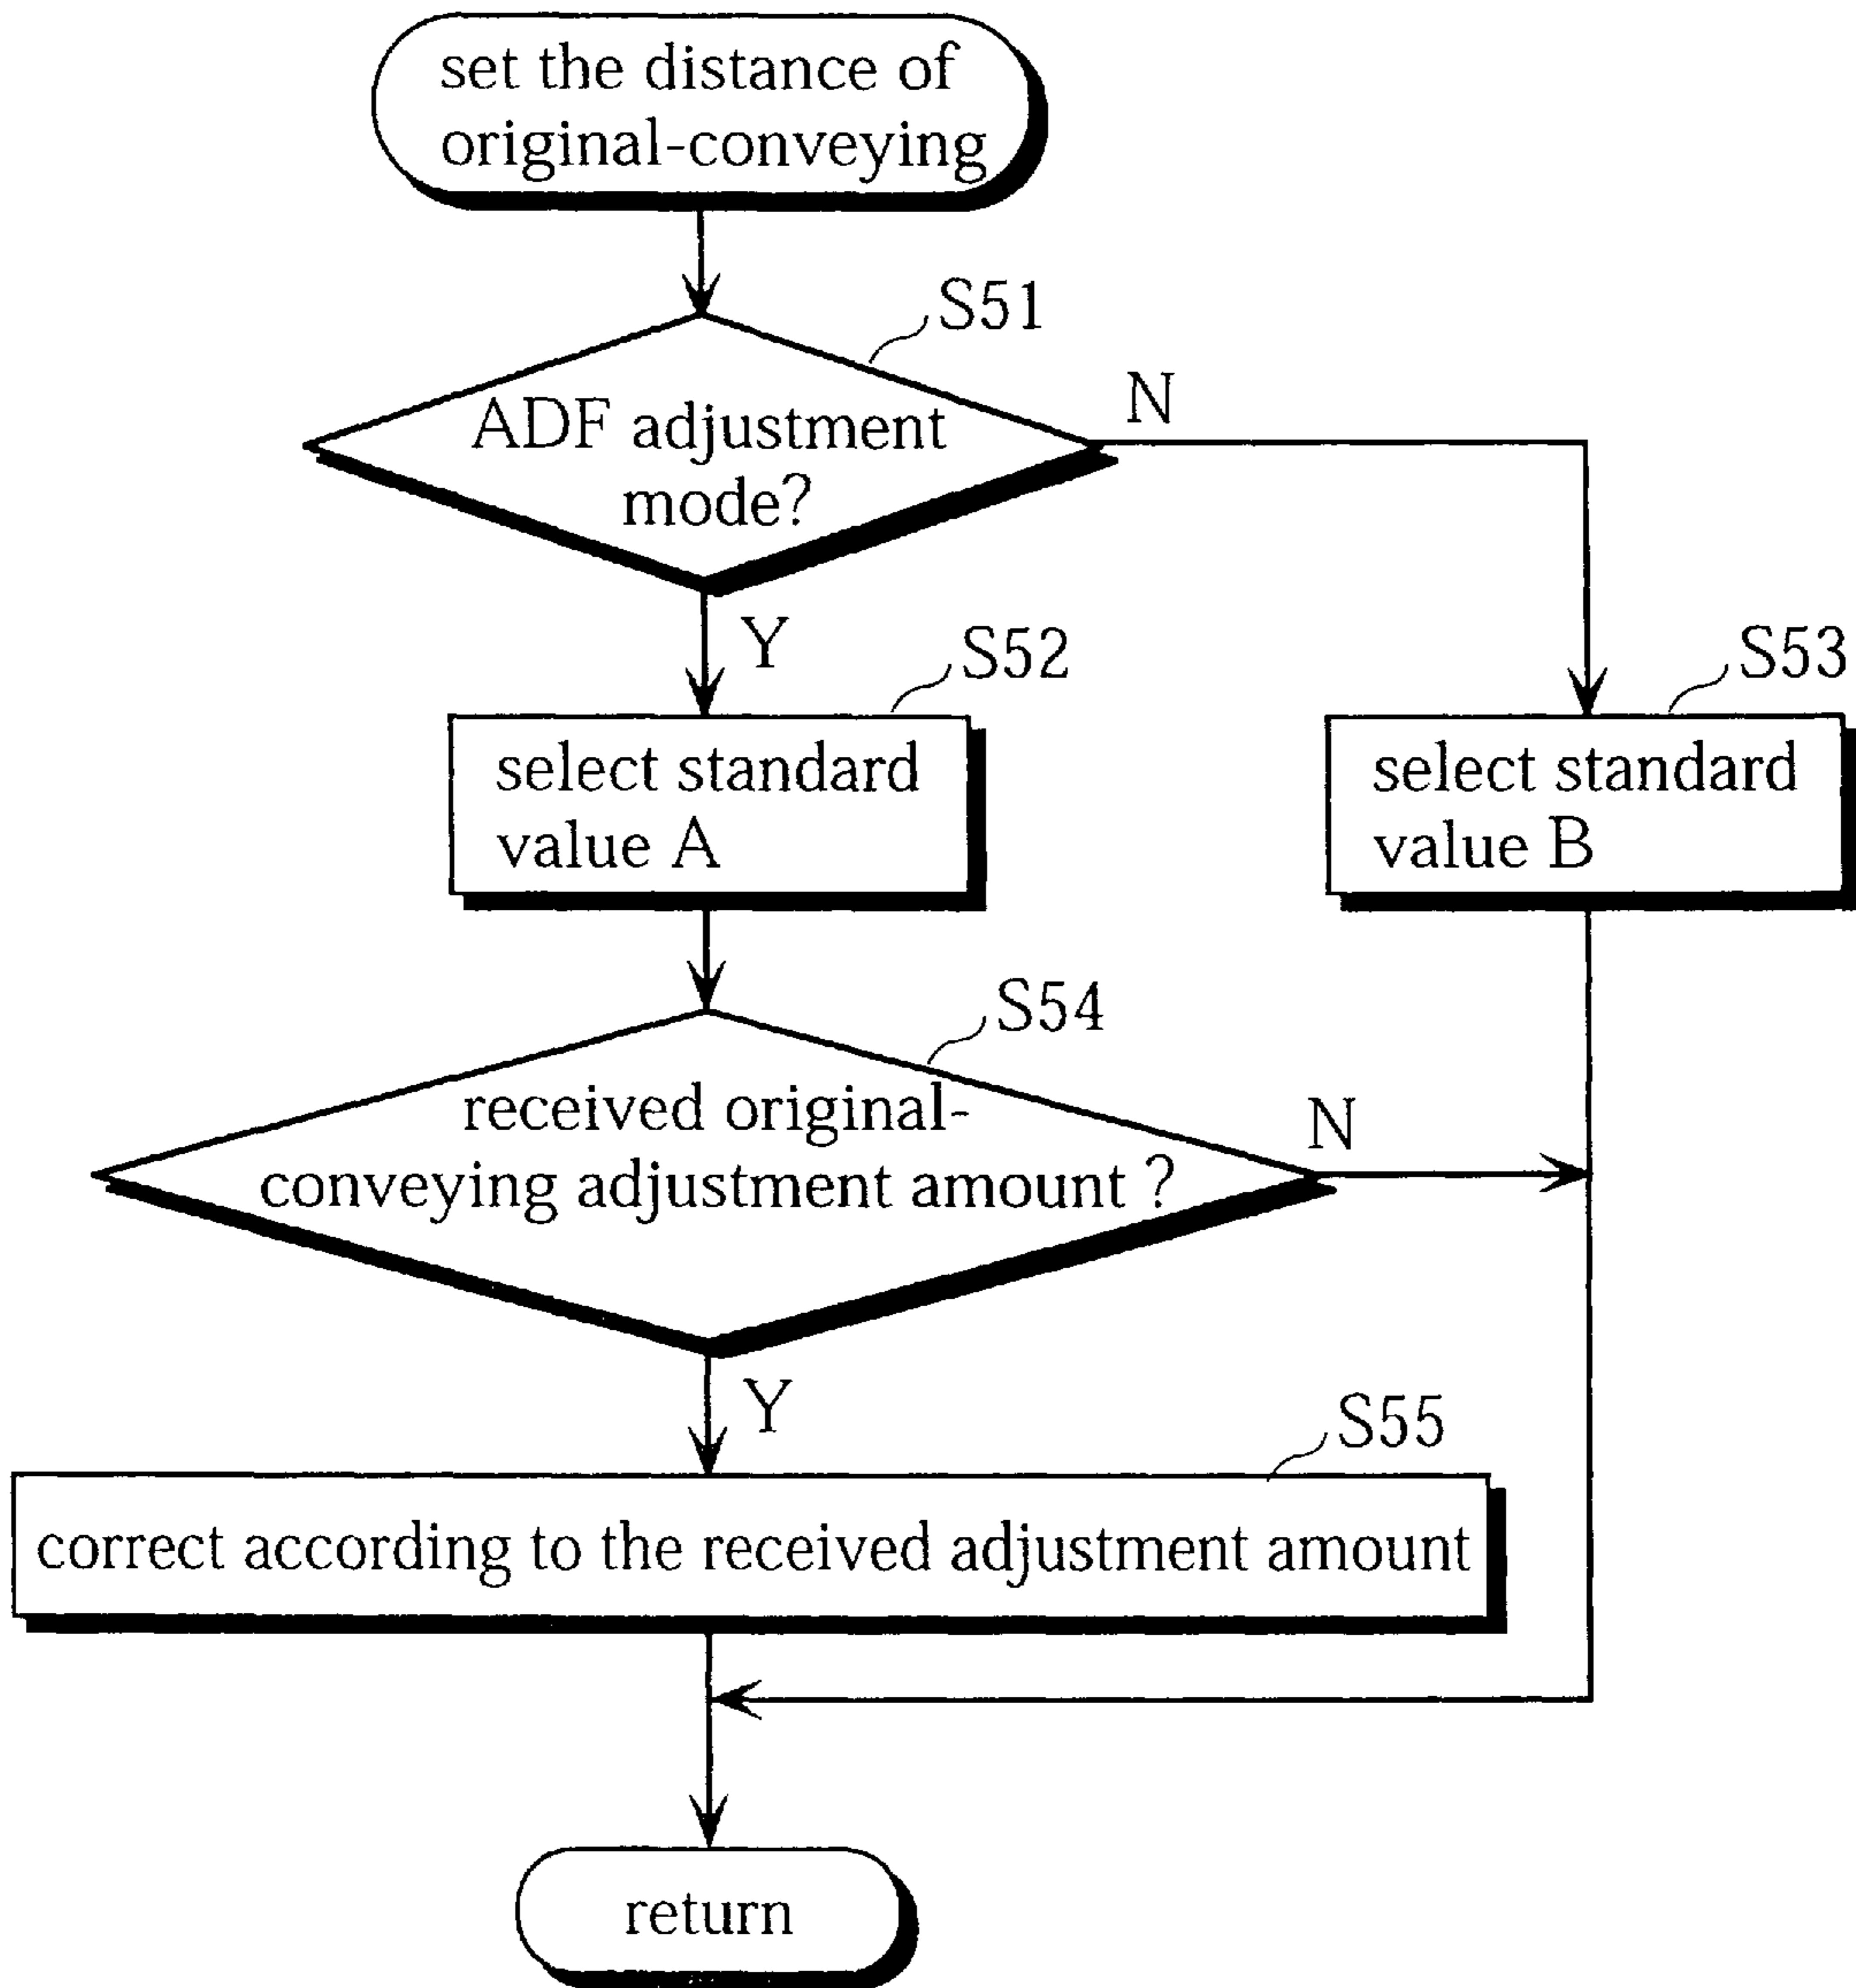 set the distance of
original-conveying
S51
ADF adjustment
mode?
N
Y
S52
select standard
value A
S53
select standard
value B
S54
received original-
conveying adjustment amount ?
N
Y
S55
correct according to the received adjustment amount
return